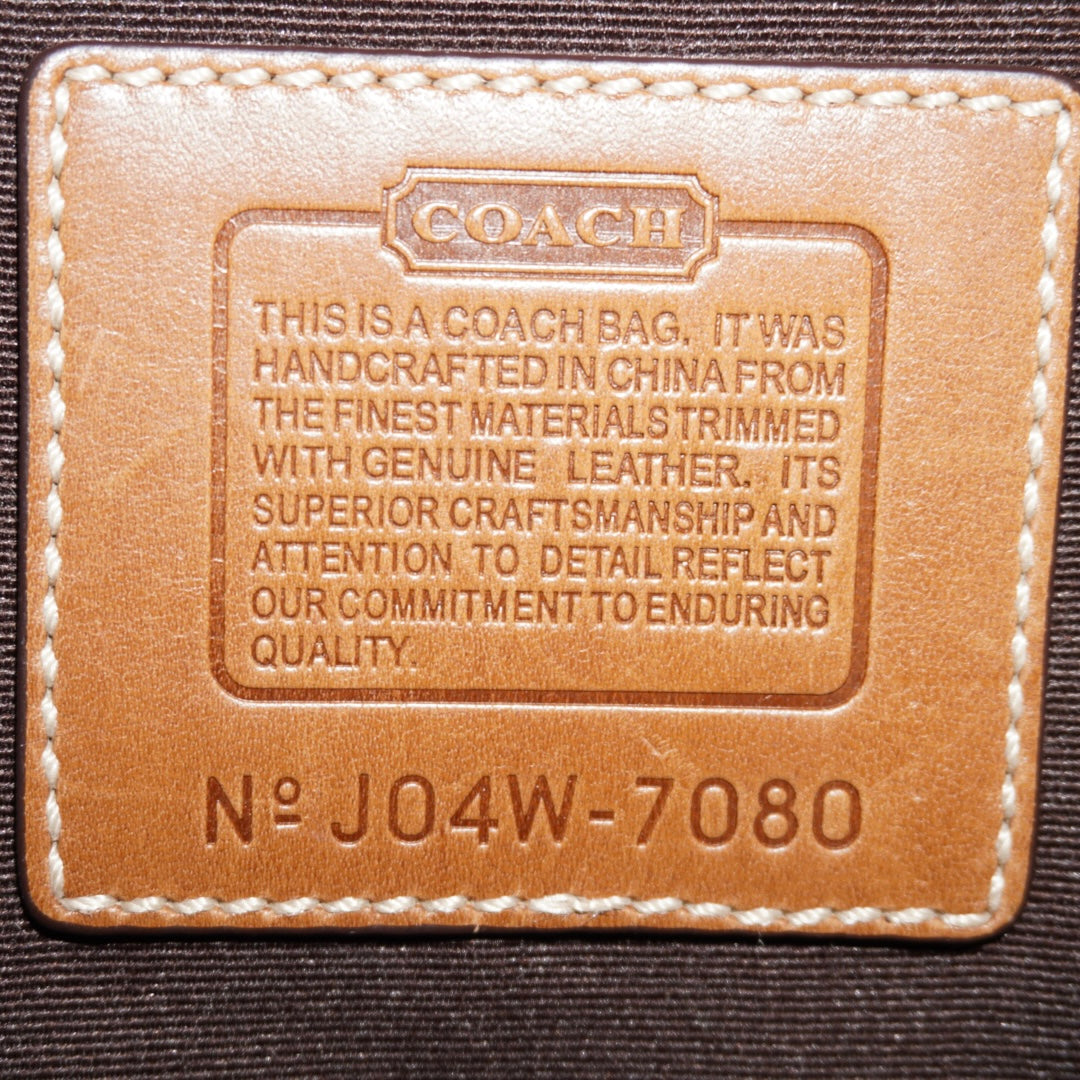 COACH
THIS IS A COACH BAG. IT WAS
HANDCRAFTED IN CHINA FROM
THE FINEST MATERIALS TRIMMED
WITH GENUINE LEATHER. ITS
SUPERIOR CRAFTSMANSHIP AND
ATTENTION TO DETAIL REFLECT
OUR COMMITMENT TO ENDURING
QUALITY.
Nº J04W-7080